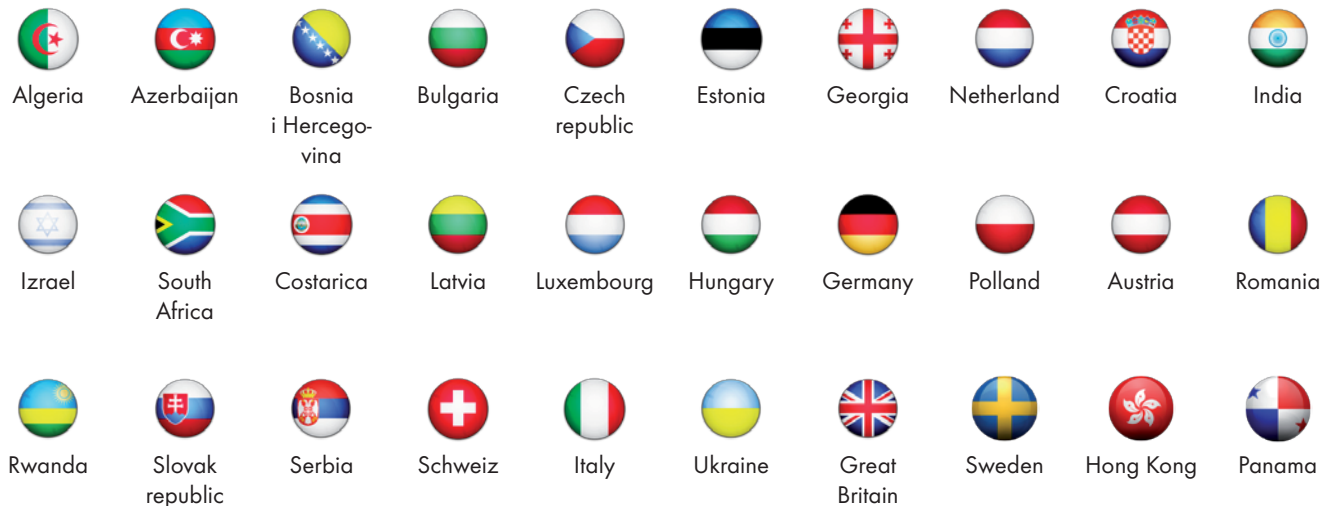 Algeria
Azerbaijan
Bosnia
i Hercego-
vina
Bulgaria
Czech
republic
Estonia
Georgia
Netherland
Croatia
India
Izrael
South
Africa
Costarica
Latvia
Luxembourg
Hungary
Germany
Polland
Austria
Romania
Rwanda
Slovak
republic
Serbia
Schweiz
Italy
Ukraine
Great
Britain
Sweden
Hong Kong
Panama